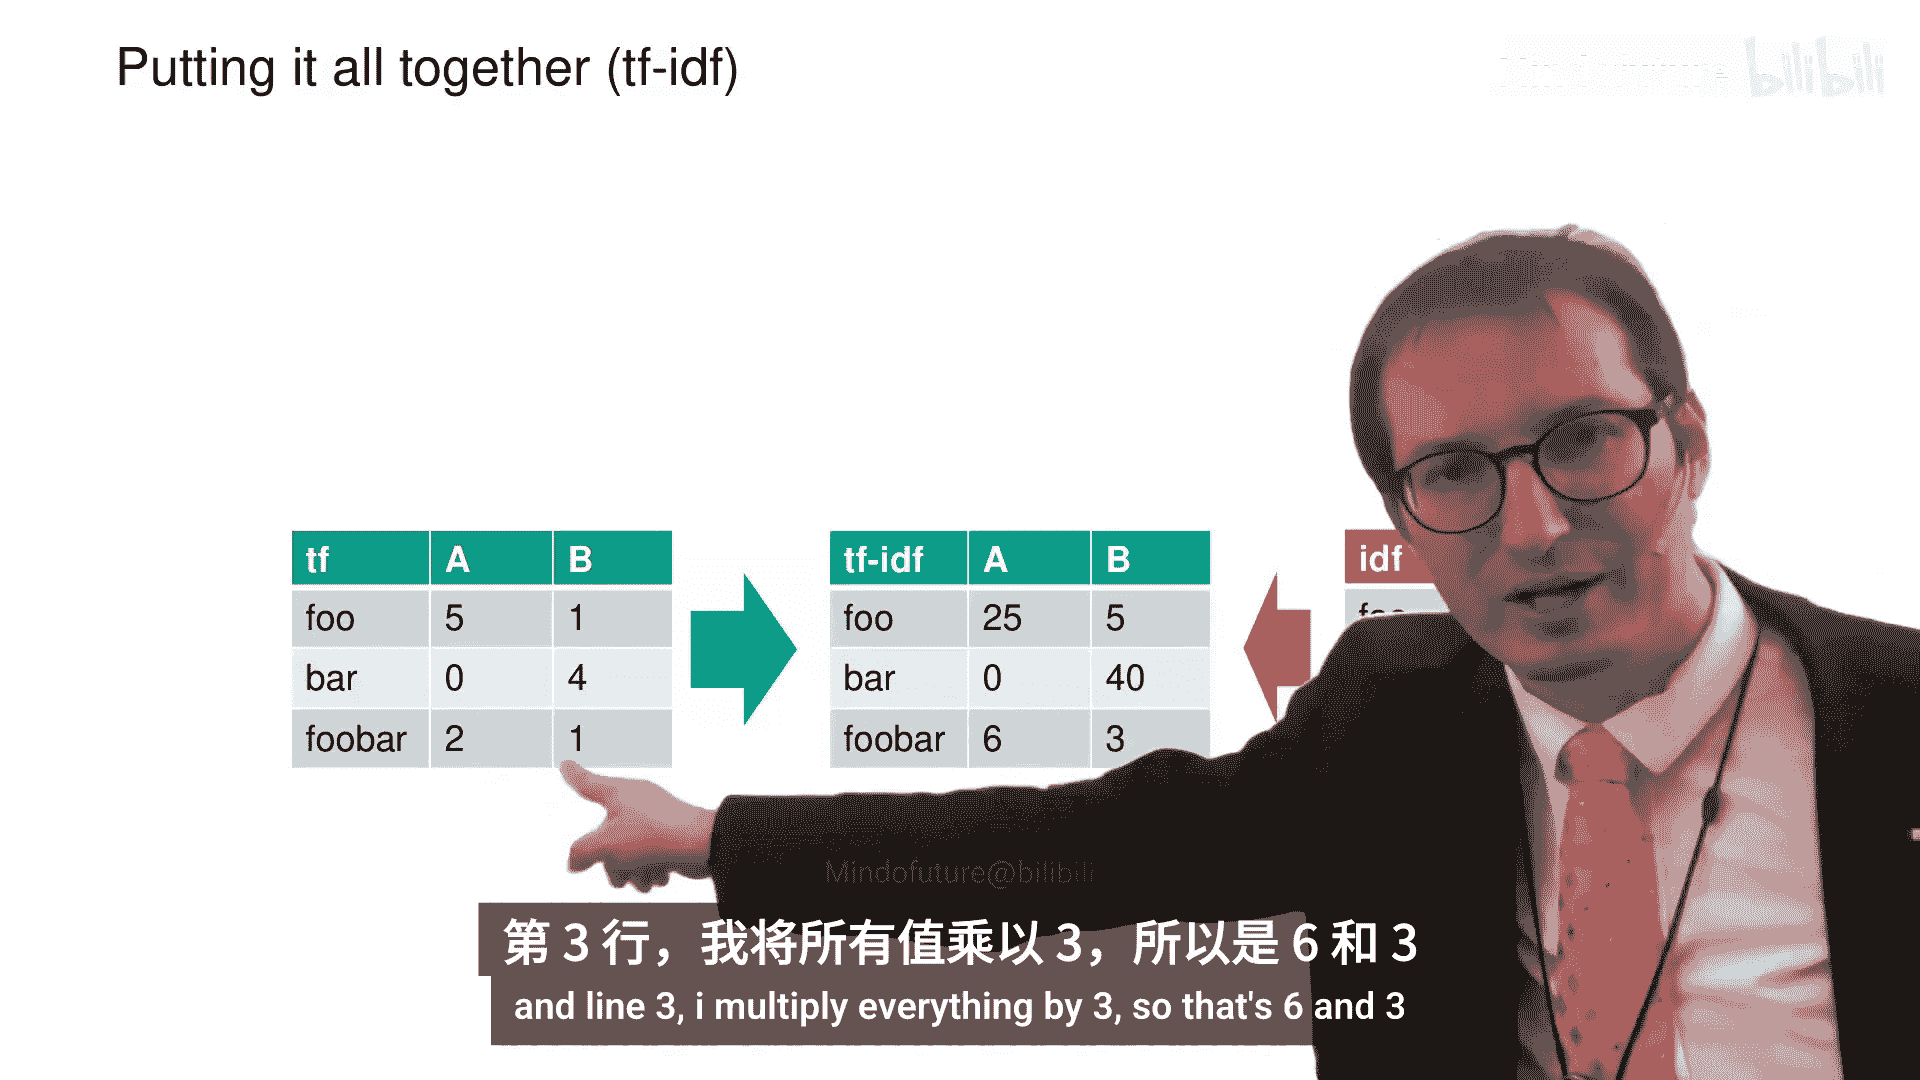 Putting it all together (tf-idf)
bilibili
tf A B
foo 5 1
bar 0 4
foobar 2 1
tf-idf A B
foo 25 5
bar 0 40
foobar 6 3
idf
Mindofuture@bilibili
第 3 行，我将所有值乘以 3，所以是 6 和 3
and line 3, i multiply everything by 3, so that's 6 and 3